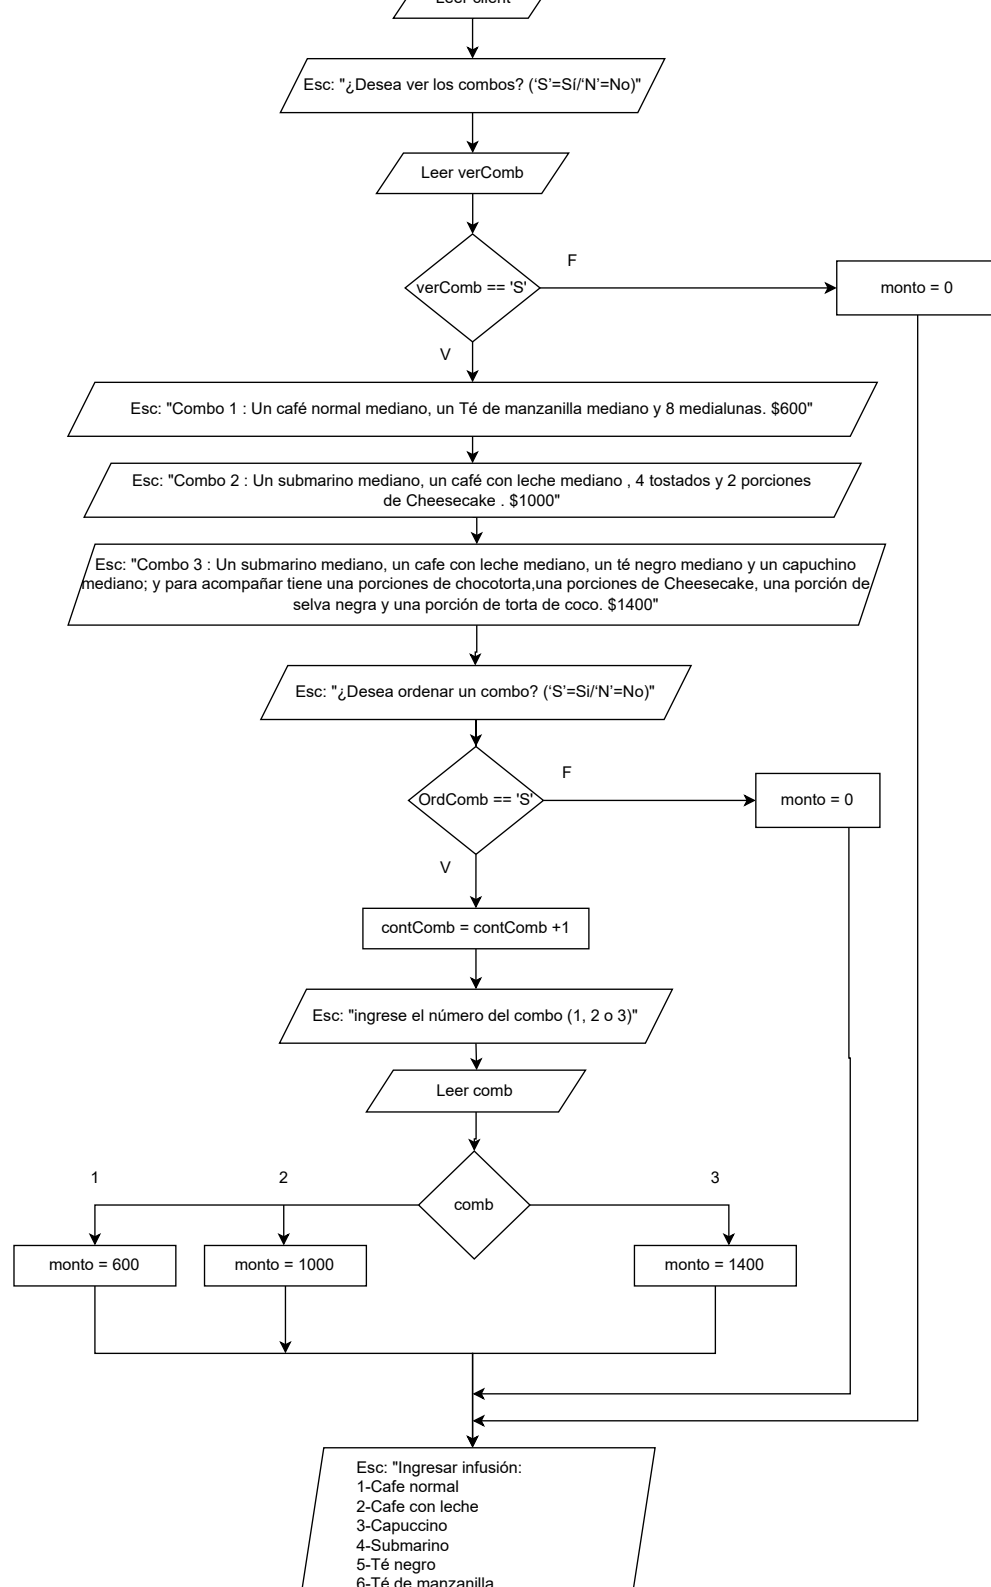 Leer client
Esc: "¿Desea ver los combos? (‘S’=Sí/‘N’=No)"
Leer verComb
verComb == 'S'
F
monto = 0
V
Esc: "Combo 1 : Un café normal mediano, un Té de manzanilla mediano y 8 medialunas. $600"
Esc: "Combo 2 : Un submarino mediano, un café con leche mediano , 4 tostados y 2 porciones
de Cheesecake . $1000"
Esc: "Combo 3 : Un submarino mediano, un cafe con leche mediano, un té negro mediano y un capuchino
mediano; y para acompañar tiene una porciones de chocotorta,una porciones de Cheesecake, una porción de
selva negra y una porción de torta de coco. $1400"
Esc: "¿Desea ordenar un combo? (‘S’=Si/‘N’=No)"
F
OrdComb == 'S'
monto = 0
V
contComb = contComb +1
Esc: "ingrese el número del combo (1, 2 o 3)"
Leer comb
1
2
3
comb
monto = 600
monto = 1000
monto = 1400
Esc: "Ingresar infusión:
1-Cafe normal
2-Cafe con leche
3-Capuccino
4-Submarino
5-Té negro
6-Té de manzanilla